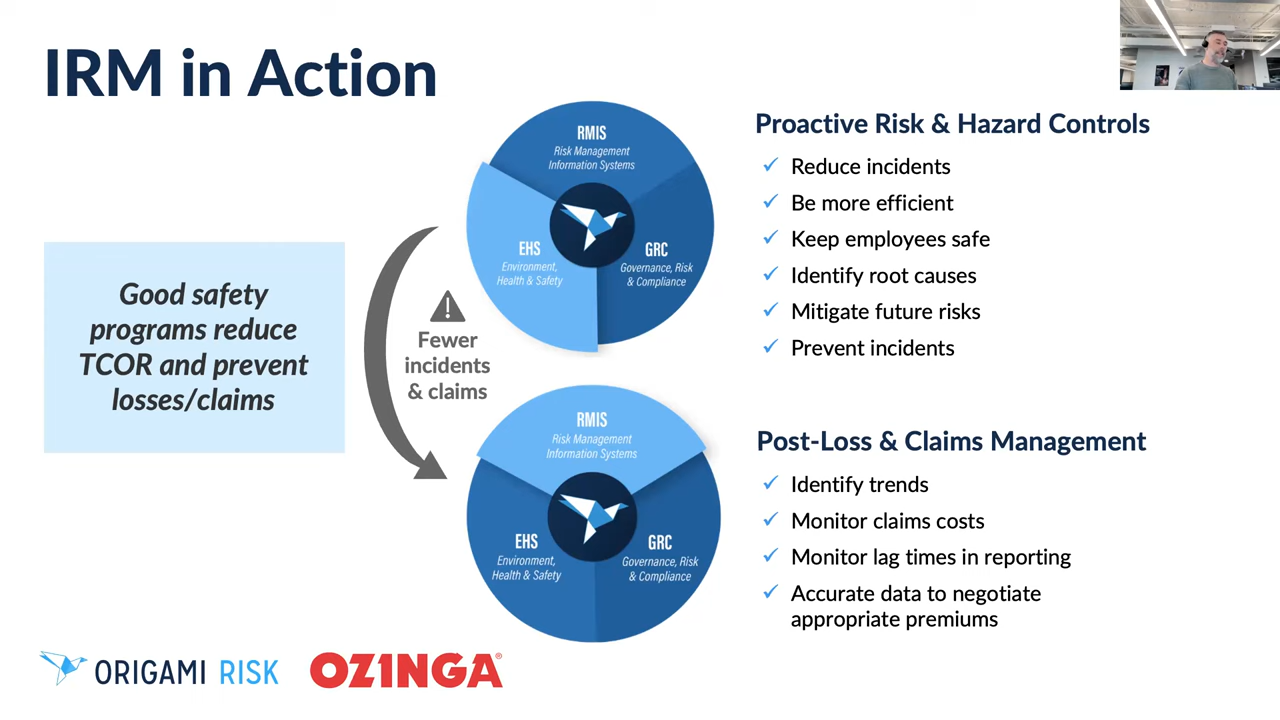 IRM in Action
Good safety
programs reduce
TCOR and prevent
losses/claims
Fewer
incidents
& claims
RMIS
Risk Management
Information Systems
EHS
Environment,
Health & Safety
GRC
Governance, Risk
& Compliance
RMIS
Risk Management
Information Systems
EHS
Environment,
Health & Safety
GRC
Governance, Risk
& Compliance
Proactive Risk & Hazard Controls
✓ Reduce incidents
✓ Be more efficient
✓ Keep employees safe
✓ Identify root causes
✓ Mitigate future risks
✓ Prevent incidents
Post-Loss & Claims Management
✓ Identify trends
✓ Monitor claims costs
✓ Monitor lag times in reporting
✓ Accurate data to negotiate
appropriate premiums
ORIGAMI RISK
OZINGA®